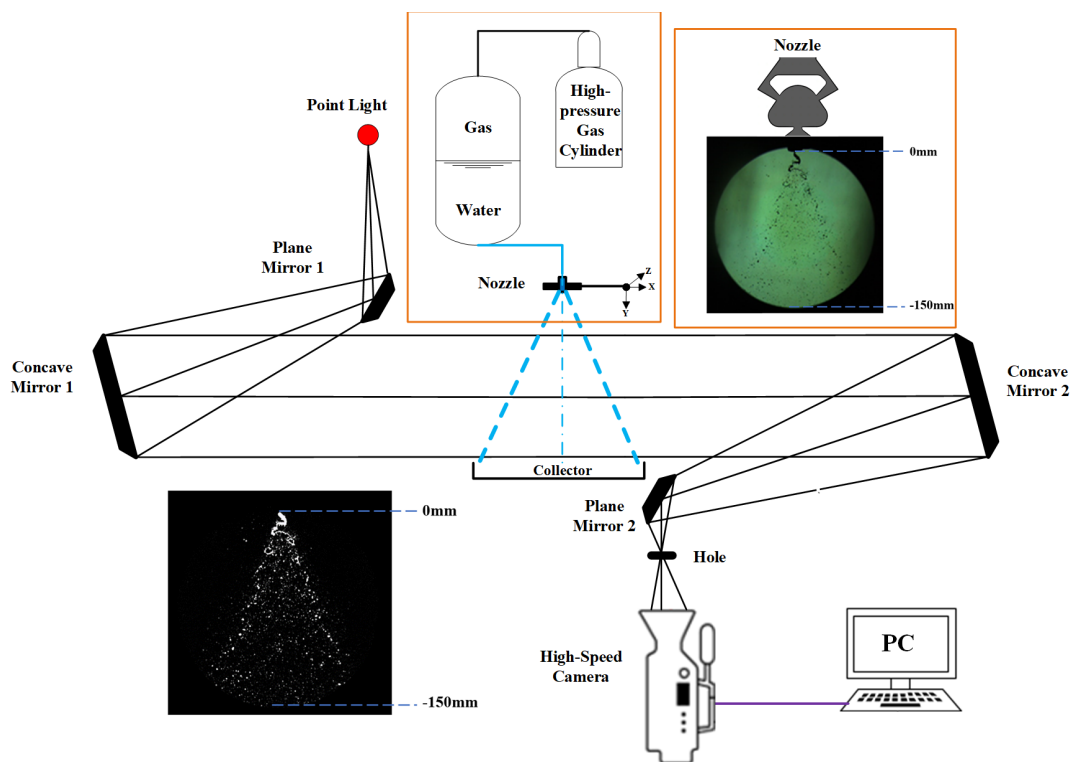 Nozzle
0mm
-150mm
Point Light
Gas
Water
High-
pressure
Gas
Cylinder
Plane
Mirror 1
Nozzle
Z
X
Y
Concave
Mirror 1
Concave
Mirror 2
Collector
Plane
Mirror 2
Hole
0mm
-150mm
High-Speed
Camera
PC